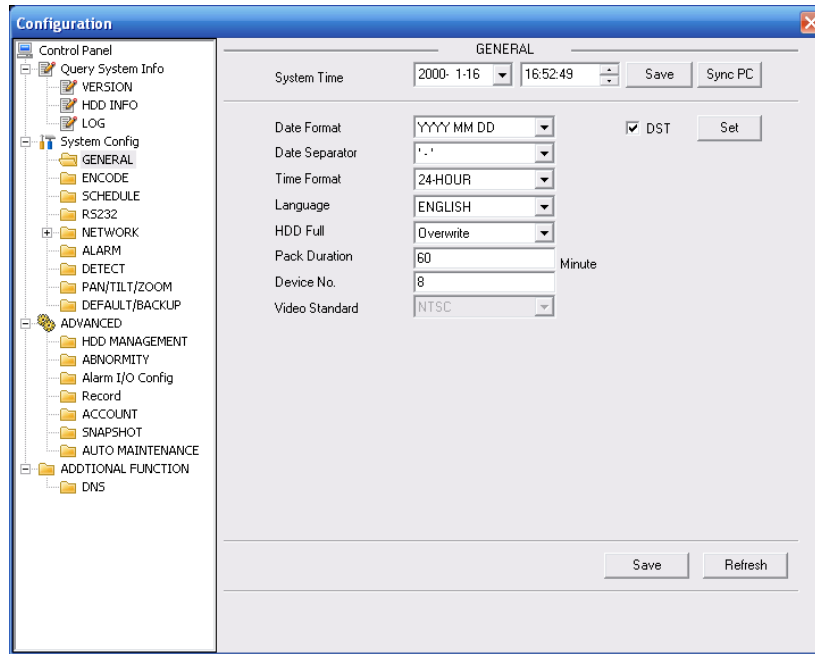 Configuration
Control Panel
Query System Info
VERSION
HDD INFO
LOG
System Config
GENERAL
ENCODE
SCHEDULE
RS232
NETWORK
ALARM
DETECT
PAN/TILT/ZOOM
DEFAULT/BACKUP
ADVANCED
HDD MANAGEMENT
ABNORMITY
Alarm I/O Config
Record
ACCOUNT
SNAPSHOT
AUTO MAINTENANCE
ADDTIONAL FUNCTION
DNS
GENERAL
System Time 2000- 1-16 16:52:49 Save Sync PC
Date Format YYYY MM DD DST Set
Date Separator '-'
Time Format 24-HOUR
Language ENGLISH
HDD Full Overwrite
Pack Duration 60 Minute
Device No. 8
Video Standard NTSC
Save Refresh